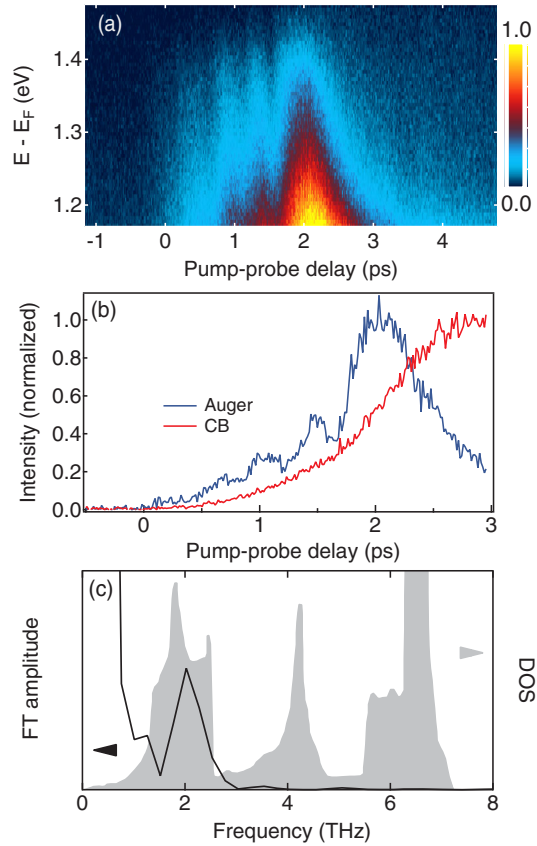 (a)
1.0
1.4
1.3
1.2
E - E_F (eV)
0.0
-1 0 1 2 3 4
Pump-probe delay (ps)
(b)
1.0
0.8
0.6
0.4
0.2
0.0
Intensity (normalized)
Auger
CB
0 1 2 3
Pump-probe delay (ps)
(c)
FT amplitude
DOS
0 2 4 6 8
Frequency (THz)